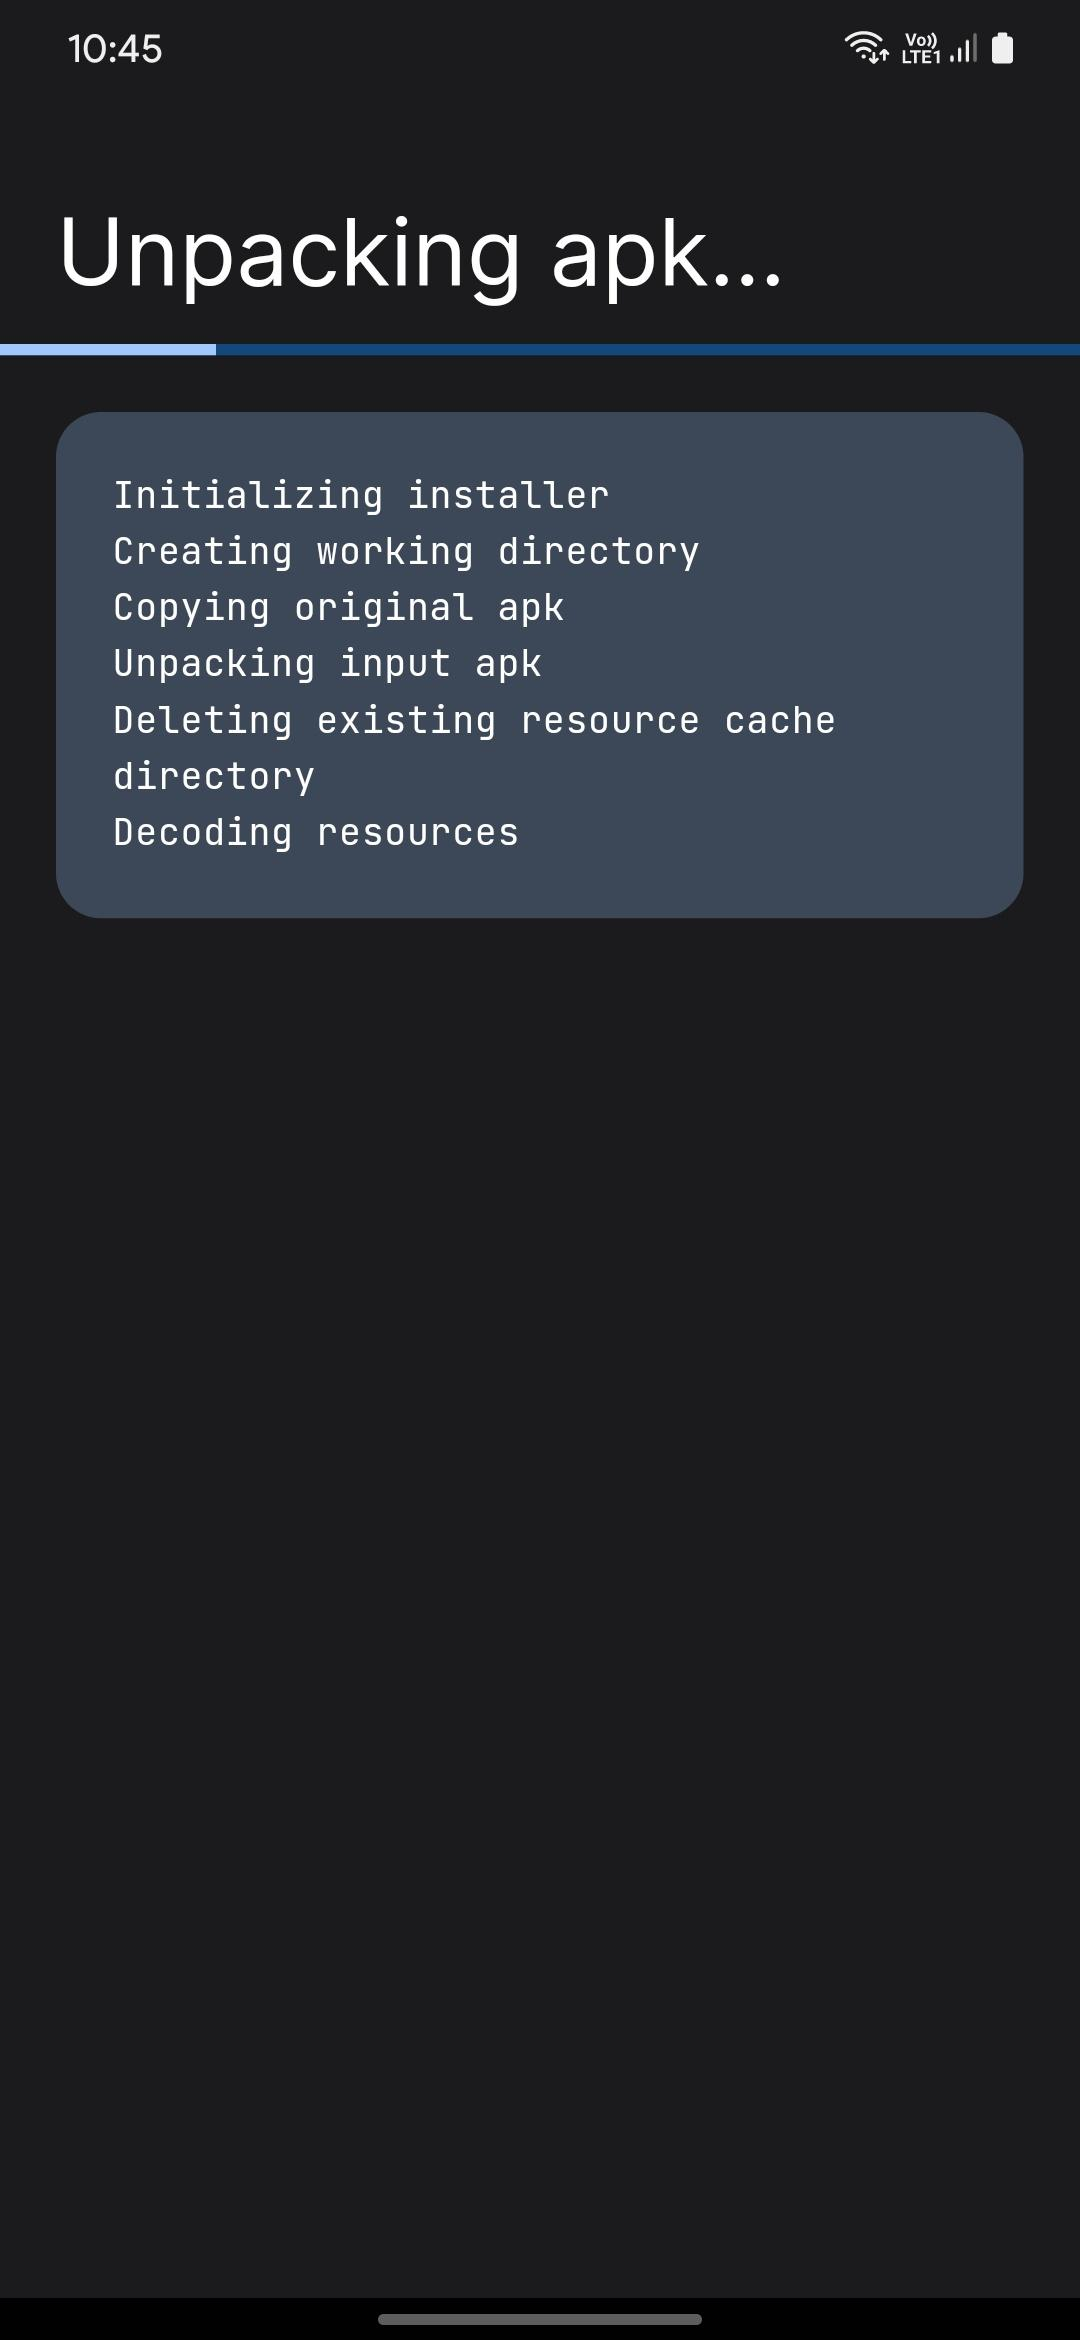 10:45
Vo)) LTE1
Unpacking apk...
Initializing installer
Creating working directory
Copying original apk
Unpacking input apk
Deleting existing resource cache
directory
Decoding resources